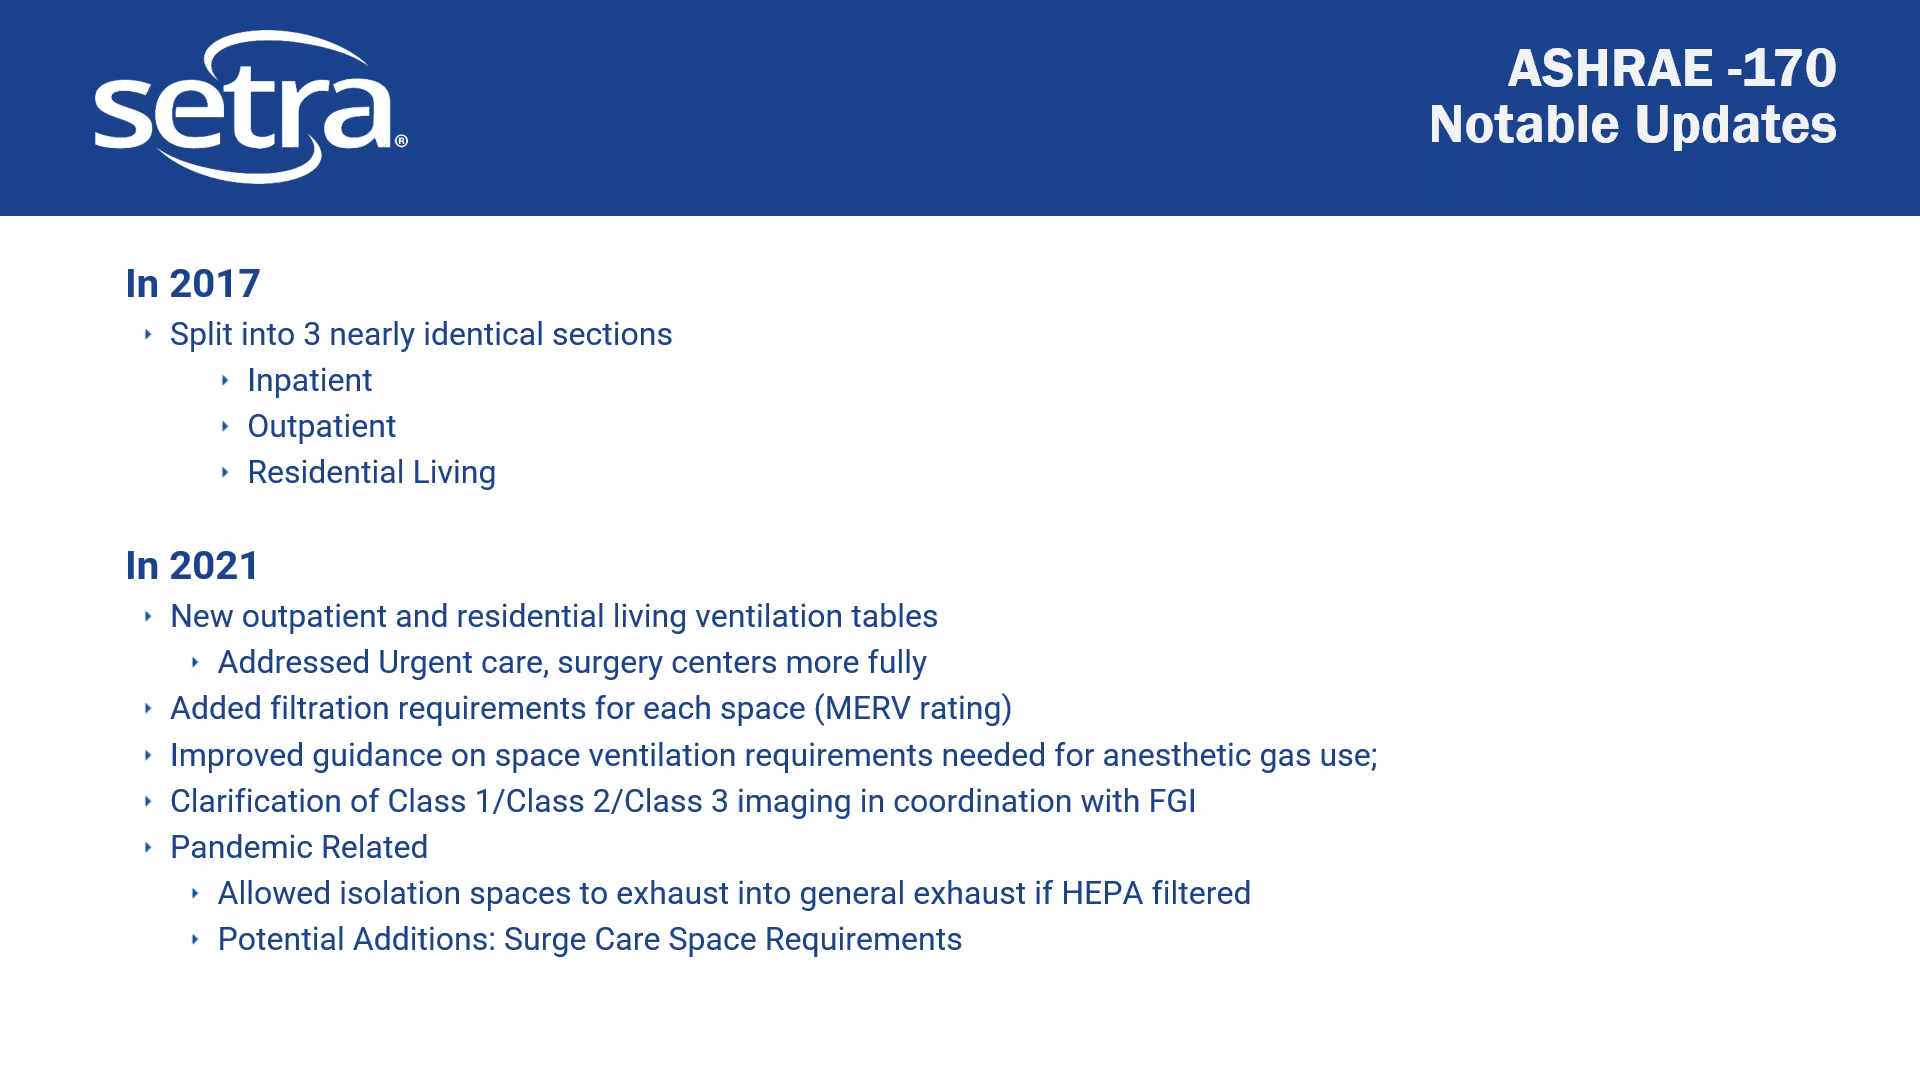 setra®
ASHRAE -170
Notable Updates
In 2017
Split into 3 nearly identical sections
Inpatient
Outpatient
Residential Living
In 2021
New outpatient and residential living ventilation tables
Addressed Urgent care, surgery centers more fully
Added filtration requirements for each space (MERV rating)
Improved guidance on space ventilation requirements needed for anesthetic gas use;
Clarification of Class 1/Class 2/Class 3 imaging in coordination with FGI
Pandemic Related
Allowed isolation spaces to exhaust into general exhaust if HEPA filtered
Potential Additions: Surge Care Space Requirements